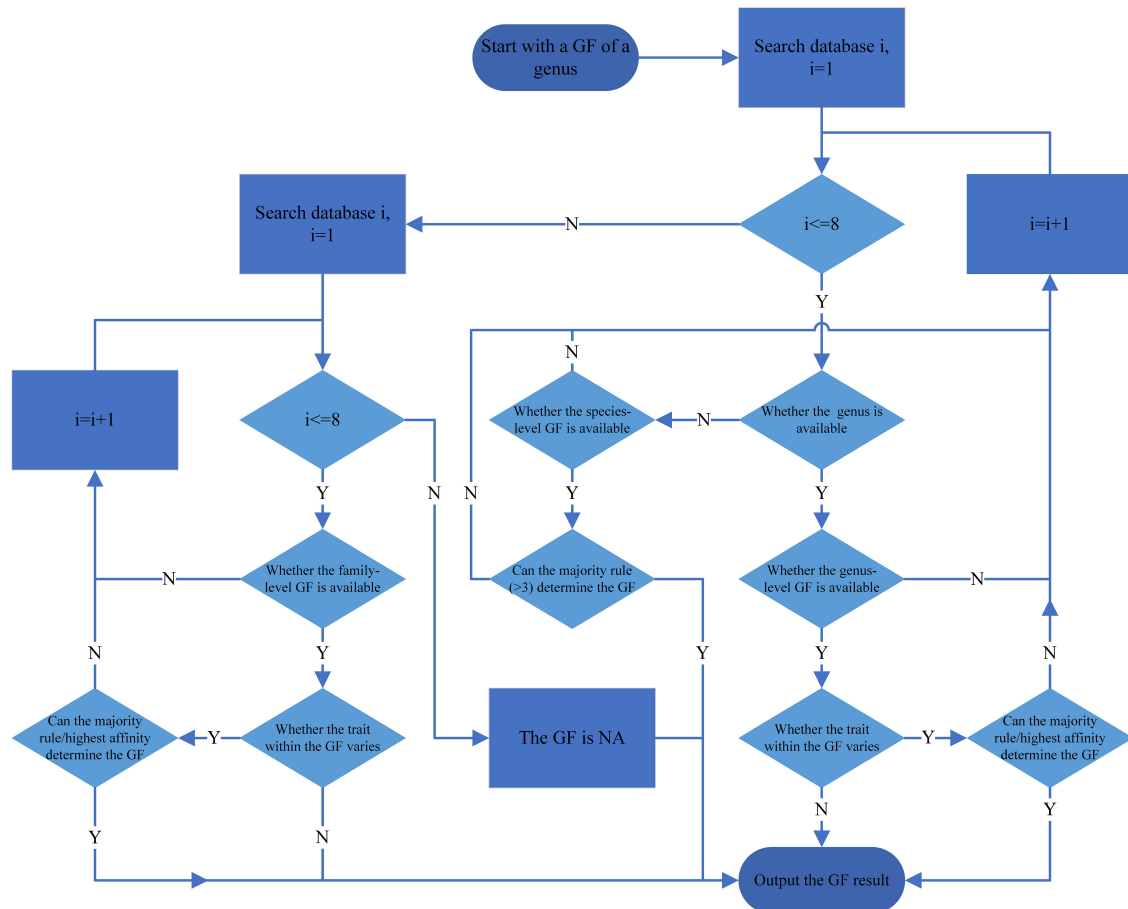 Start with a GF of a
genus
Search database i,
i=1
Search database i,
i=1
N
i<=8
i=i+1
Y
N
i=i+1
i<=8
Whether the species-
level GF is available
N
Whether the genus is
available
Y
N
N
Y
Y
Whether the family-
level GF is available
N
Can the majority rule
(>3) determine the GF
Whether the genus-
level GF is available
N
N
Y
Y
Y
N
Can the majority
rule/highest affinity
determine the GF
Y
Whether the trait
within the GF varies
The GF is NA
Whether the trait
within the GF varies
Y
Can the majority
rule/highest affinity
determine the GF
Y
N
N
Y
Output the GF result